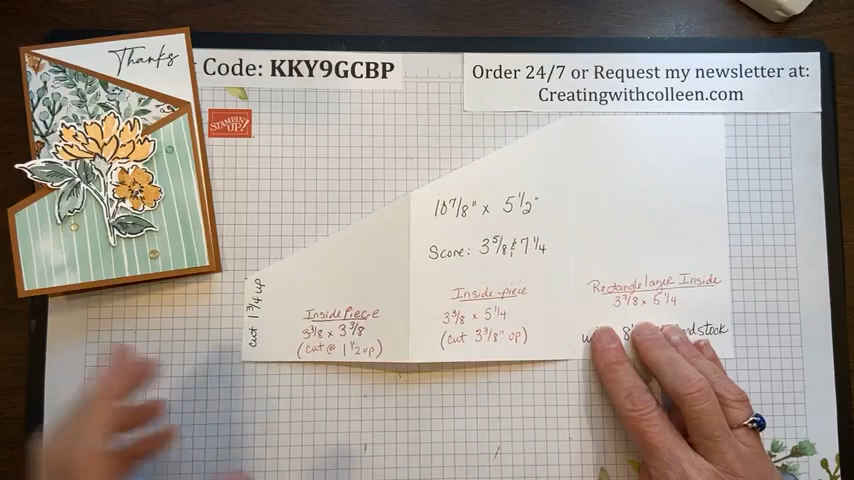 Thanks
Code: KKY9GCBP
Order 24/7 or Request my newsletter at:
CreatingwithColleen.com
STAMPIN' UP!
10 7/8" x 5 1/2"
Score: 3 5/8 & 7 1/4
cut 1 3/4 up
Inside Piece
3 3/8 x 3 3/8
(cut @ 1 1/2 up)
Inside piece
3 3/8 x 5 1/4
(cut 3 3/8" up)
Rectangle layer Inside
3 3/8 x 5 1/4